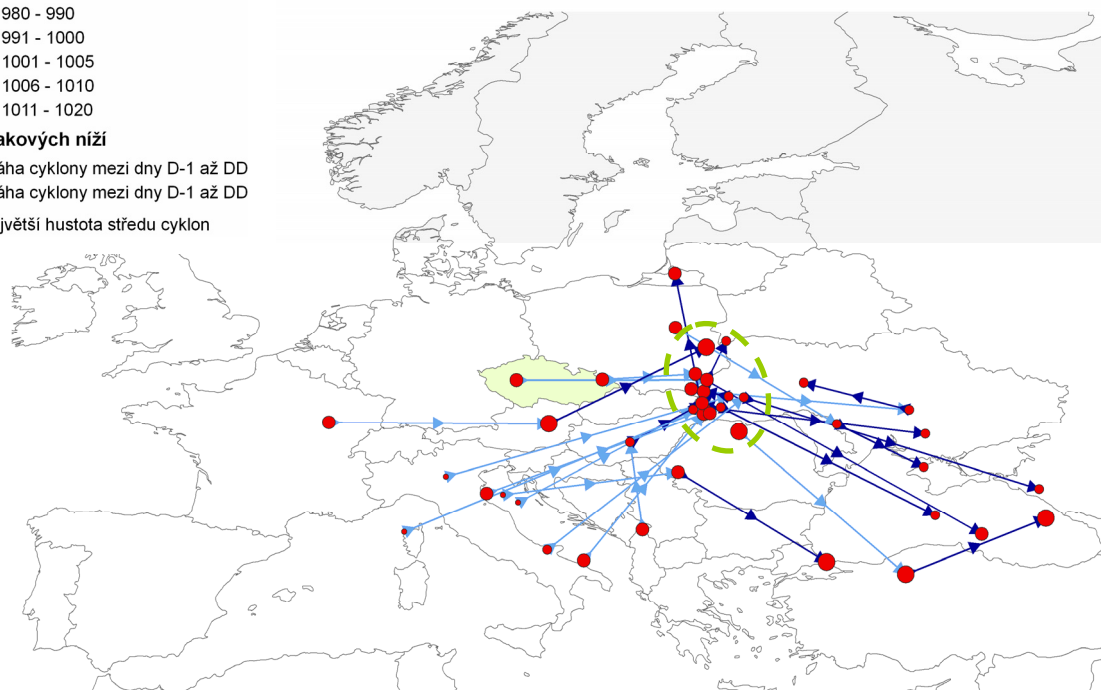 980 - 990
991 - 1000
1001 - 1005
1006 - 1010
1011 - 1020
akových níží
áha cyklony mezi dny D-1 až DD
áha cyklony mezi dny D-1 až DD
jvětší hustota středu cyklon